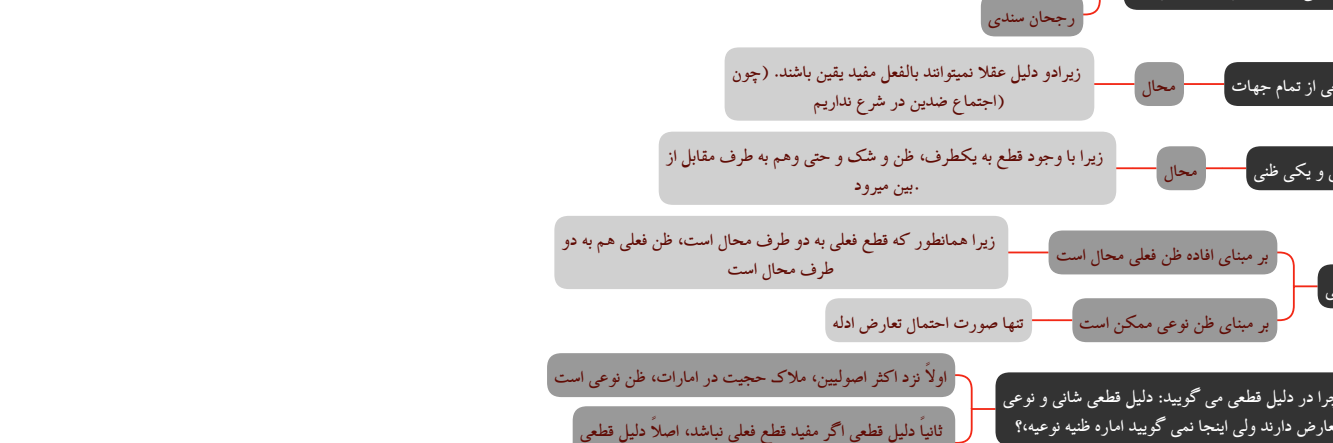 رجحان سندی
ی از تمام جهات
محال
زیرادو دلیل عقلا نمیتوانند بالفعل مفید یقین باشند. (چون
(اجتماع ضدین در شرع نداریم
و یکی ظنی
محال
زیرا با وجود قطع به یکطرف، ظن و شک و حتی وهم به طرف مقابل از
.بین میرود
بر مبنای افاده ظن فعلی محال است
زیرا همانطور که قطع فعلی به دو طرف محال است، ظن فعلی هم به دو
طرف محال است
بر مبنای ظن نوعی ممکن است
تنها صورت احتمال تعارض ادله
چرا در دلیل قطعی می گویید: دلیل قطعی شانی و نوعی
تعارض دارند ولی اینجا نمی گویید اماره ظنیه نوعیه،؟
اولاً نزد اکثر اصولیین، ملاک حجیت در امارات، ظن نوعی است
ثانیاً دلیل قطعی اگر مفید قطع فعلی نباشد، اصلاً دلیل قطعی